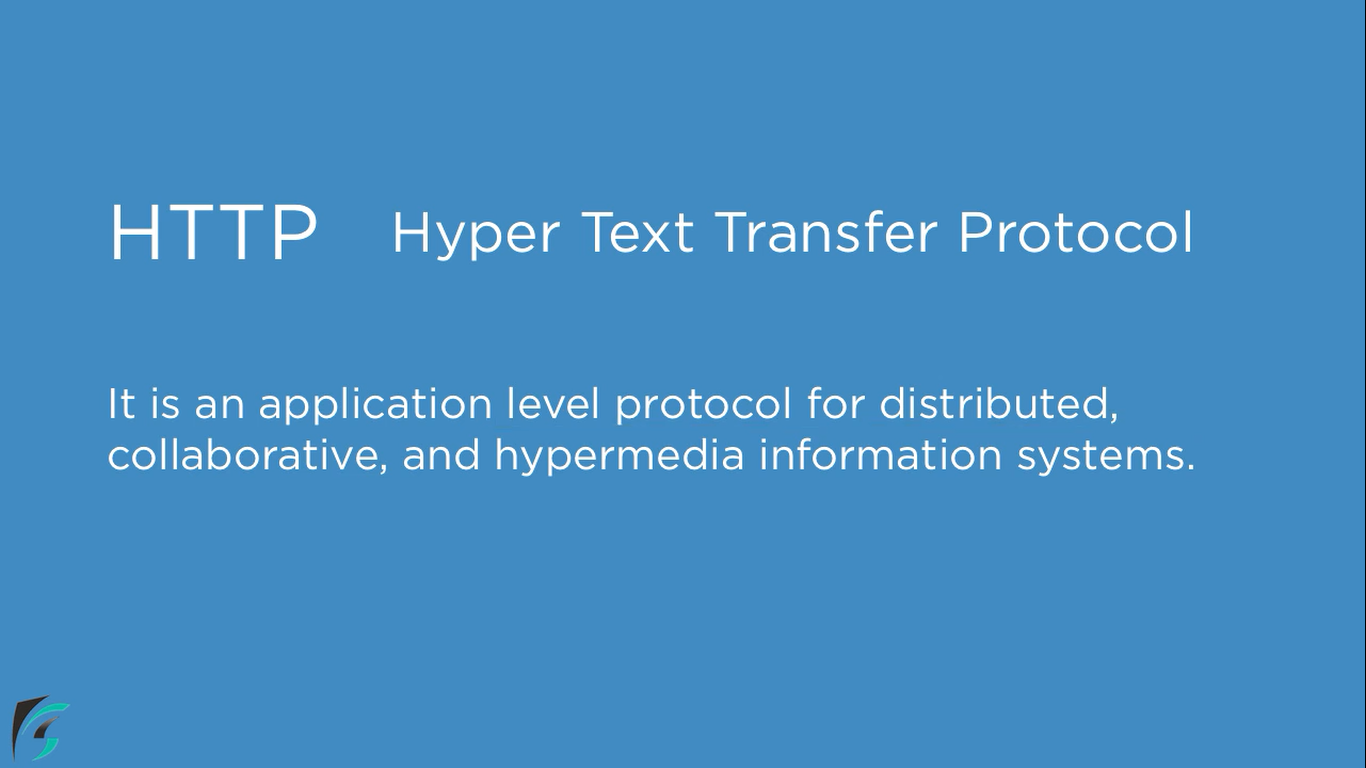 HTTP Hyper Text Transfer Protocol
It is an application level protocol for distributed,
collaborative, and hypermedia information systems.